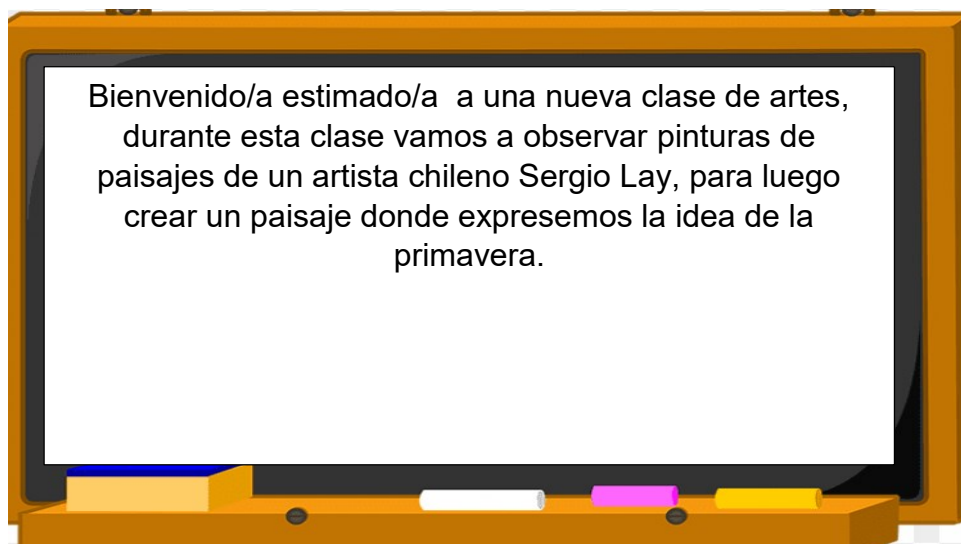 Bienvenido/a estimado/a  a una nueva clase de artes,
durante esta clase vamos a observar pinturas de
paisajes de un artista chileno Sergio Lay, para luego
crear un paisaje donde expresemos la idea de la
primavera.